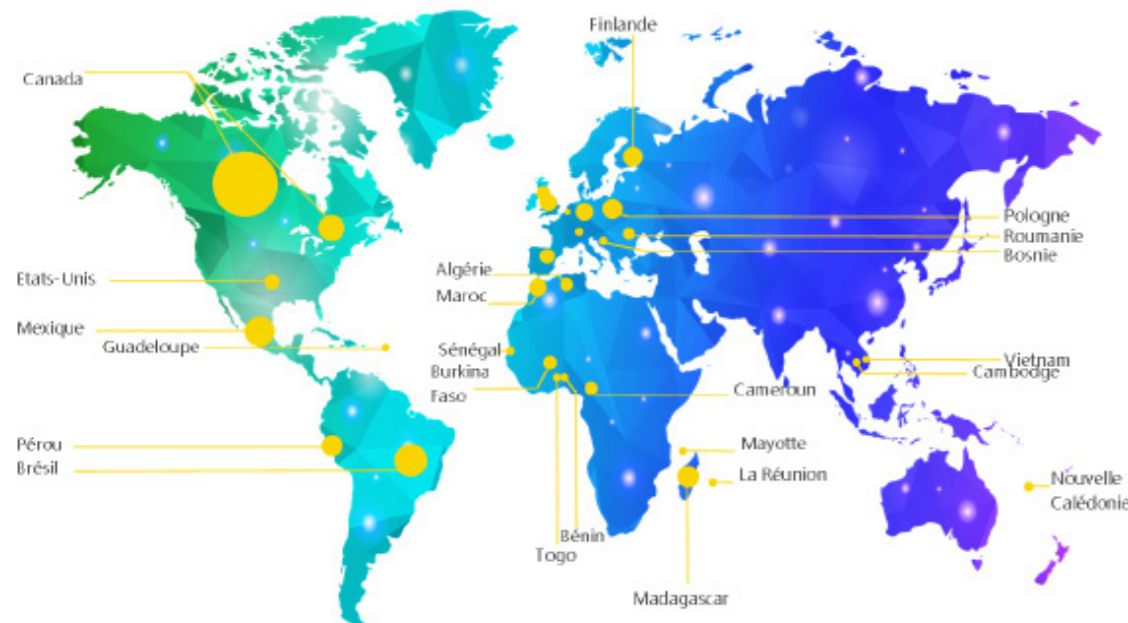 Finlande
Canada
Pologne
Roumanie
Bosnie
Algérie
Etats-Unis
Maroc
Mexique
Guadeloupe
Sénégal
Burkina
Faso
Vietnam
Cambodge
Cameroun
Pérou
Brésil
Mayotte
La Réunion
Nouvelle
Calédonie
Bénin
Togo
Madagascar